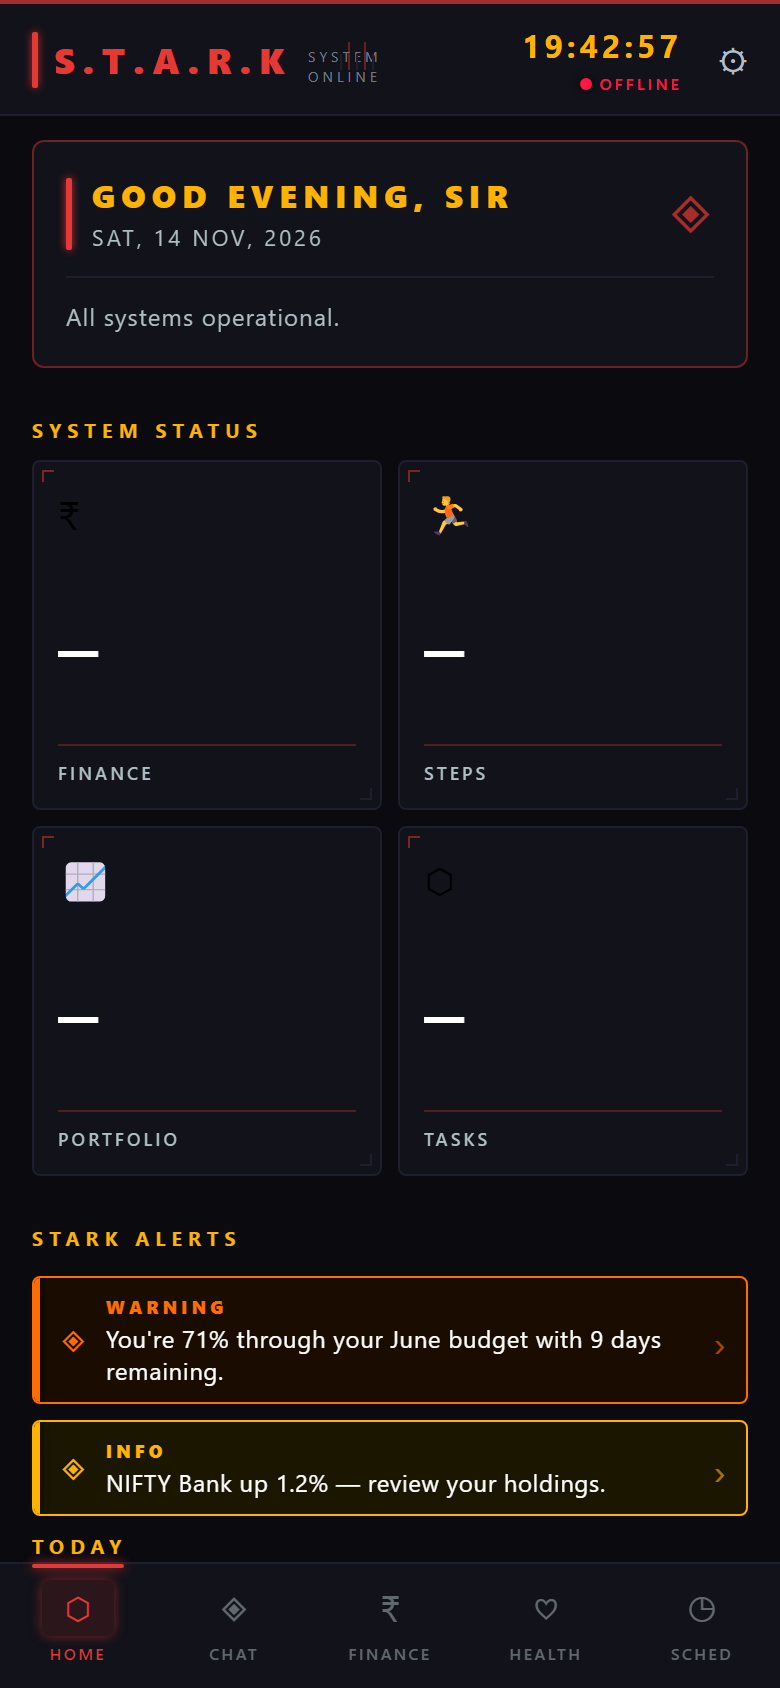 S.T.A.R.K
SYSTEM
ONLINE
19:42:57
OFFLINE
GOOD EVENING, SIR
SAT, 14 NOV, 2026
All systems operational.
SYSTEM STATUS
₹
—
FINANCE
—
STEPS
—
PORTFOLIO
—
TASKS
STARK ALERTS
WARNING
You're 71% through your June budget with 9 days
remaining.
›
INFO
NIFTY Bank up 1.2% — review your holdings.
›
TODAY
₹
HOME
CHAT
FINANCE
HEALTH
SCHED